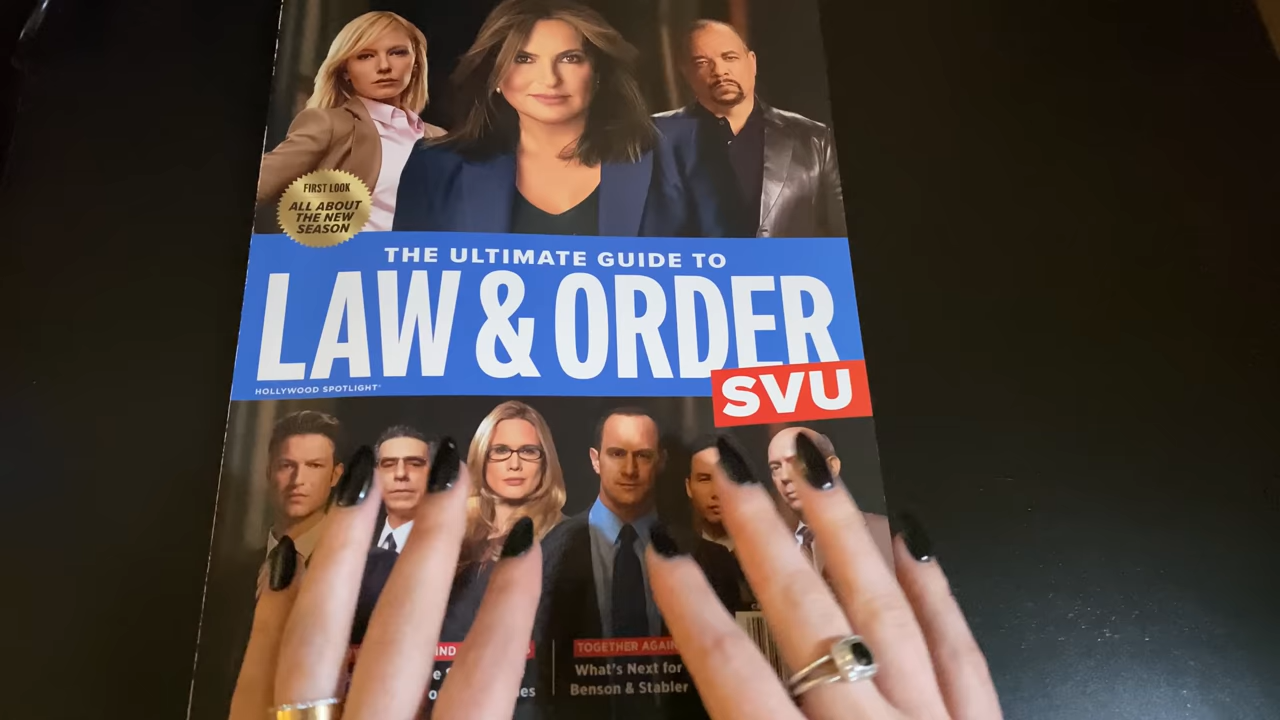 FIRST LOOK
ALL ABOUT
THE NEW
SEASON
THE ULTIMATE GUIDE TO
LAW & ORDER
SVU
HOLLYWOOD SPOTLIGHT
TOGETHER AGAIN
What's Next for
Benson & Stabler